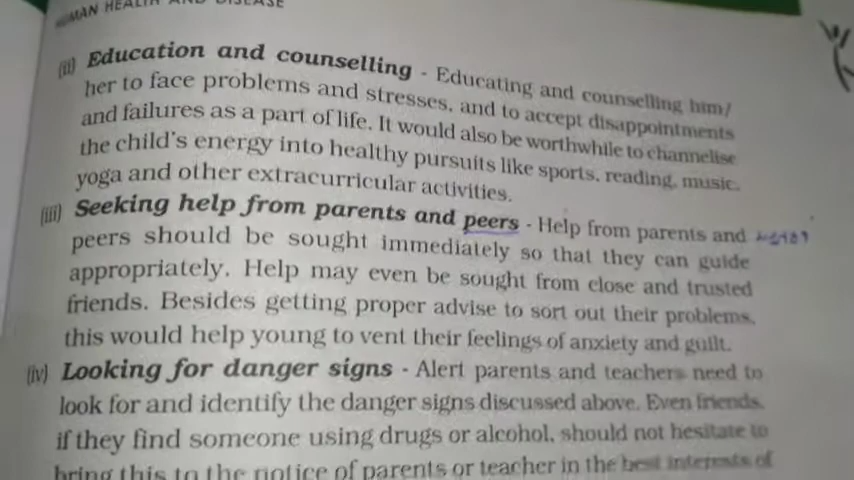 HUMAN HEALTH AND DISEASE
(ii) Education and counselling - Educating and counselling him/
her to face problems and stresses, and to accept disappointments
and failures as a part of life. It would also be worthwhile to channelise
the child's energy into healthy pursuits like sports, reading, music,
yoga and other extracurricular activities.
(iii) Seeking help from parents and peers - Help from parents and
peers should be sought immediately so that they can guide
appropriately. Help may even be sought from close and trusted
friends. Besides getting proper advise to sort out their problems,
this would help young to vent their feelings of anxiety and guilt.
(iv) Looking for danger signs - Alert parents and teachers need to
look for and identify the danger signs discussed above. Even friends,
if they find someone using drugs or alcohol, should not hesitate to
bring this to the notice of parents or teacher in the best interests of